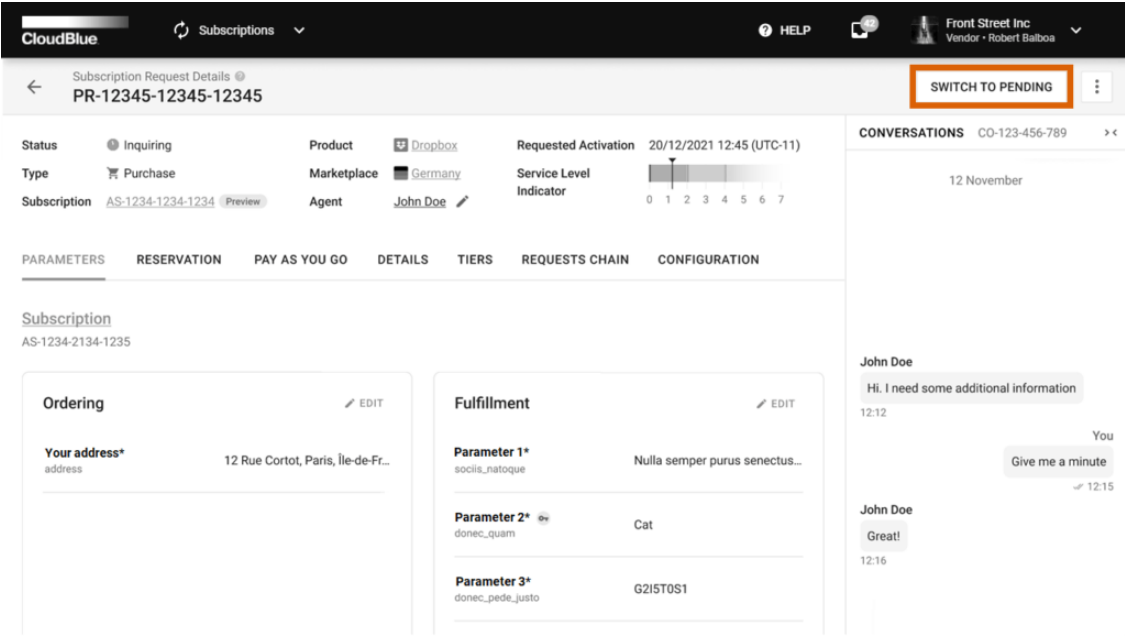 CloudBlue
Subscriptions
HELP
42
Front Street Inc
Vendor • Robert Balboa
Subscription Request Details
PR-12345-12345-12345
SWITCH TO PENDING
Status Inquiring
Type Purchase
Subscription AS-1234-1234-1234 Preview
Product Dropbox
Marketplace Germany
Agent John Doe
Requested Activation 20/12/2021 12:45 (UTC-11)
Service Level
Indicator
0 1 2 3 4 5 6 7
PARAMETERS RESERVATION PAY AS YOU GO DETAILS TIERS REQUESTS CHAIN CONFIGURATION
Subscription
AS-1234-2134-1235
Ordering EDIT
Your address*
address
12 Rue Cortot, Paris, Île-de-Fr...
Fulfillment EDIT
Parameter 1*
sociis_natoque
Nulla semper purus senectus...
Parameter 2*
donec_quam
Cat
Parameter 3*
donec_pede_justo
G2I5T0S1
CONVERSATIONS CO-123-456-789
12 November
John Doe
Hi. I need some additional information
12:12
You
Give me a minute
12:15
John Doe
Great!
12:16